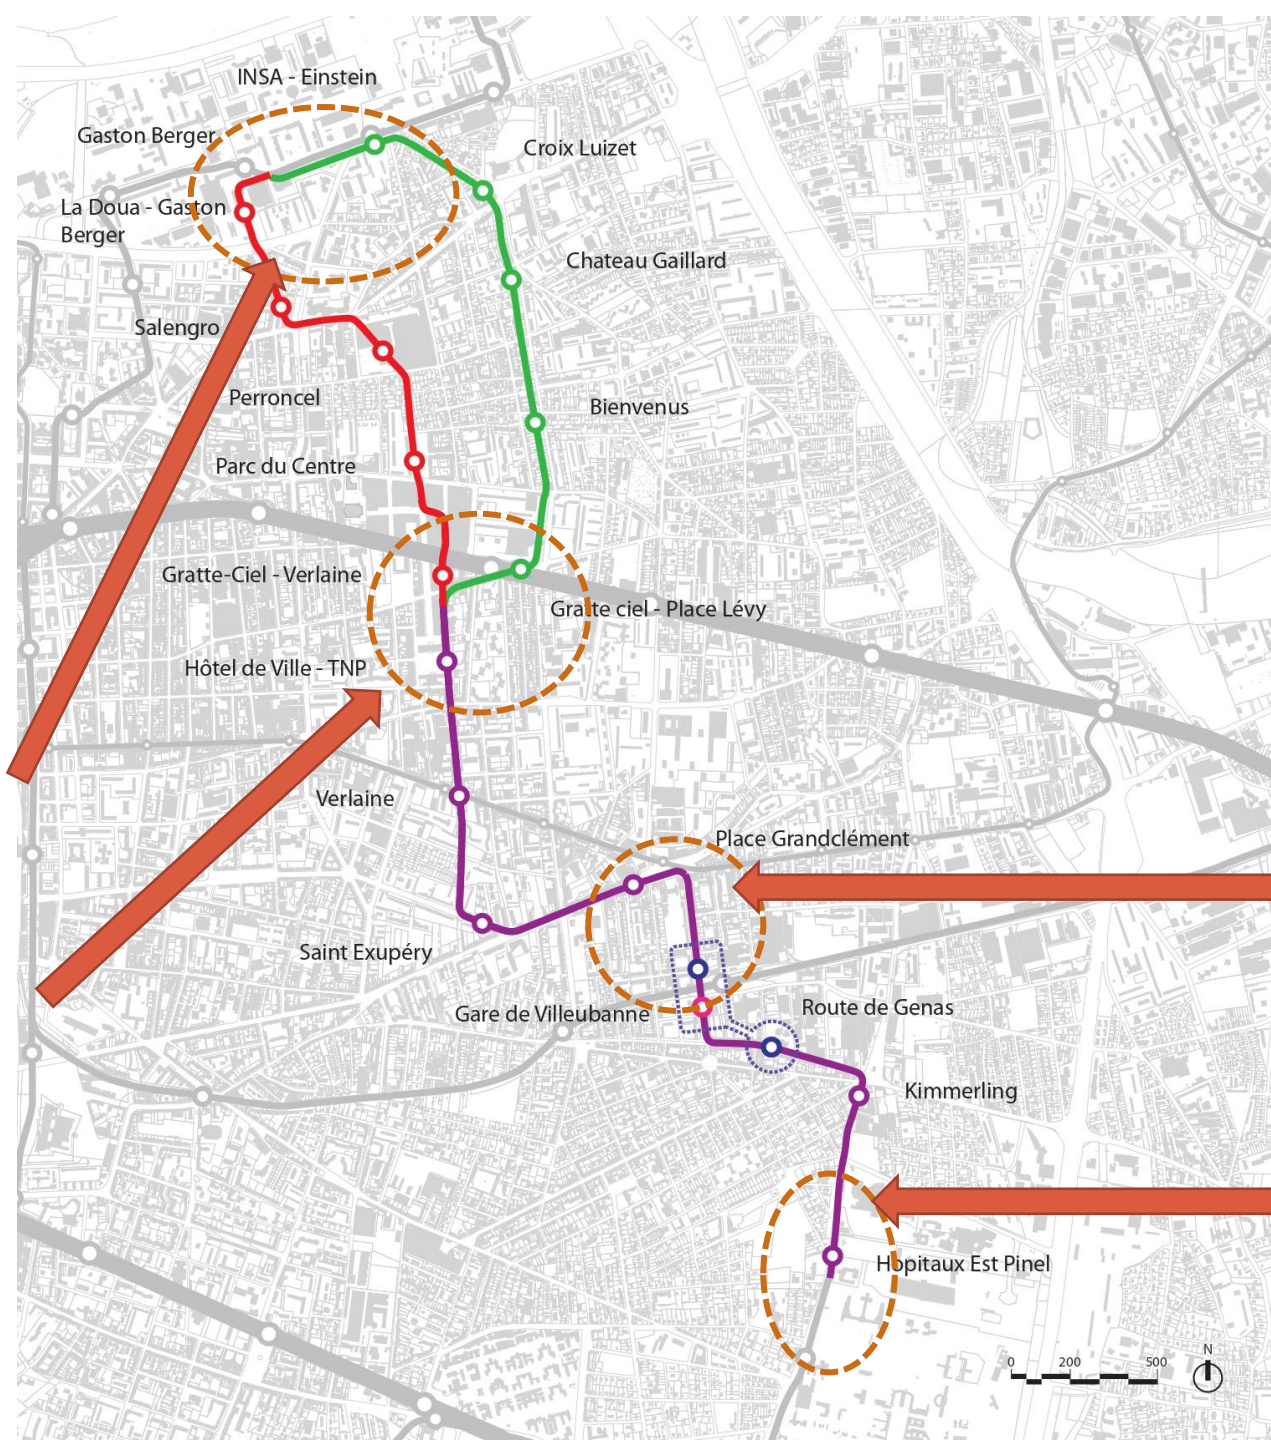 INSA - Einstein
Gaston Berger
Croix Luizet
La Doua - Gaston
Berger
Chateau Gaillard
Salengro
Perroncel
Bienvenus
Parc du Centre
Gratte-Ciel - Verlaine
Gratte ciel - Place Lévy
Hôtel de Ville - TNP
Verlaine
Place Grandclément
Saint Exupéry
Gare de Villeubanne
Route de Genas
Kimmerling
Hopitaux Est Pinel
N
0 200 500